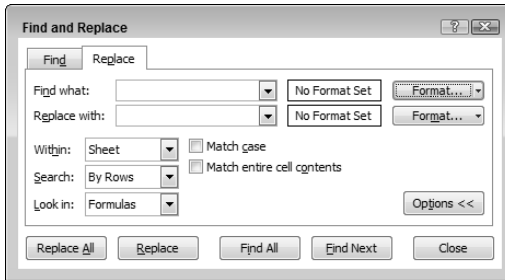 Find and Replace
Find Replace
Find what: No Format Set Format...
Replace with: No Format Set Format...
Within: Sheet Match case
Search: By Rows Match entire cell contents
Look in: Formulas Options <<
Replace All Replace Find All Find Next Close